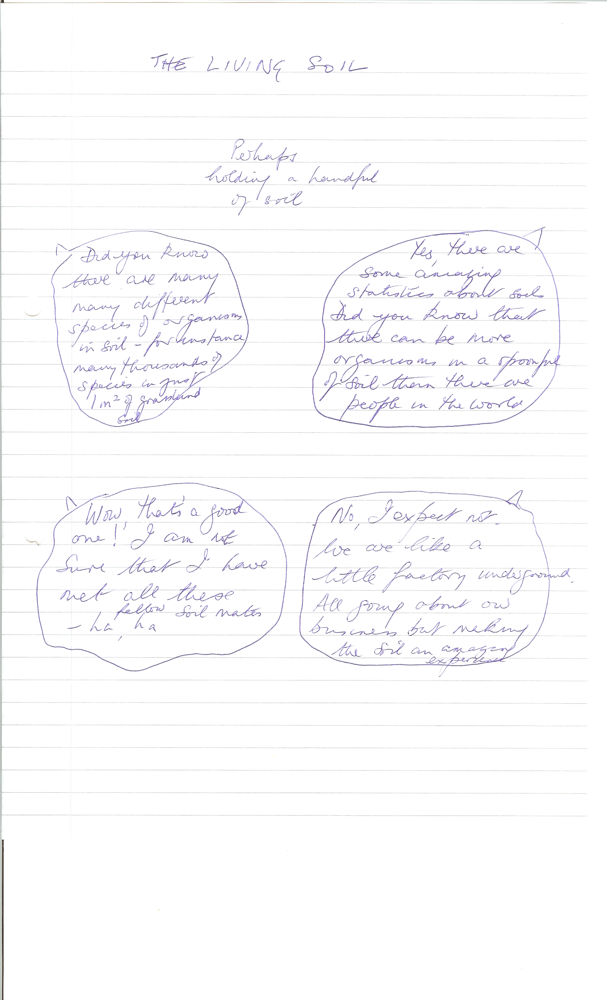 THE LIVING SOIL
Perhaps
holding a handful
of soil
Did you know
there are many
many different
species of organisms
in soil - for instance
many thousands of
species in just
1 m² of grassland
soil
Yes, there are
some amazing
statistics about soils
Did you know that
there can be more
organisms in a spoonful
of soil than there are
people in the world
Wow, that's a good
one! I am not
sure that I have
met all these
fellow soil mates
- ha, ha
No, I expect not.
We are like a
little factory underground.
All going about our
business but making
the soil an amazing
experience